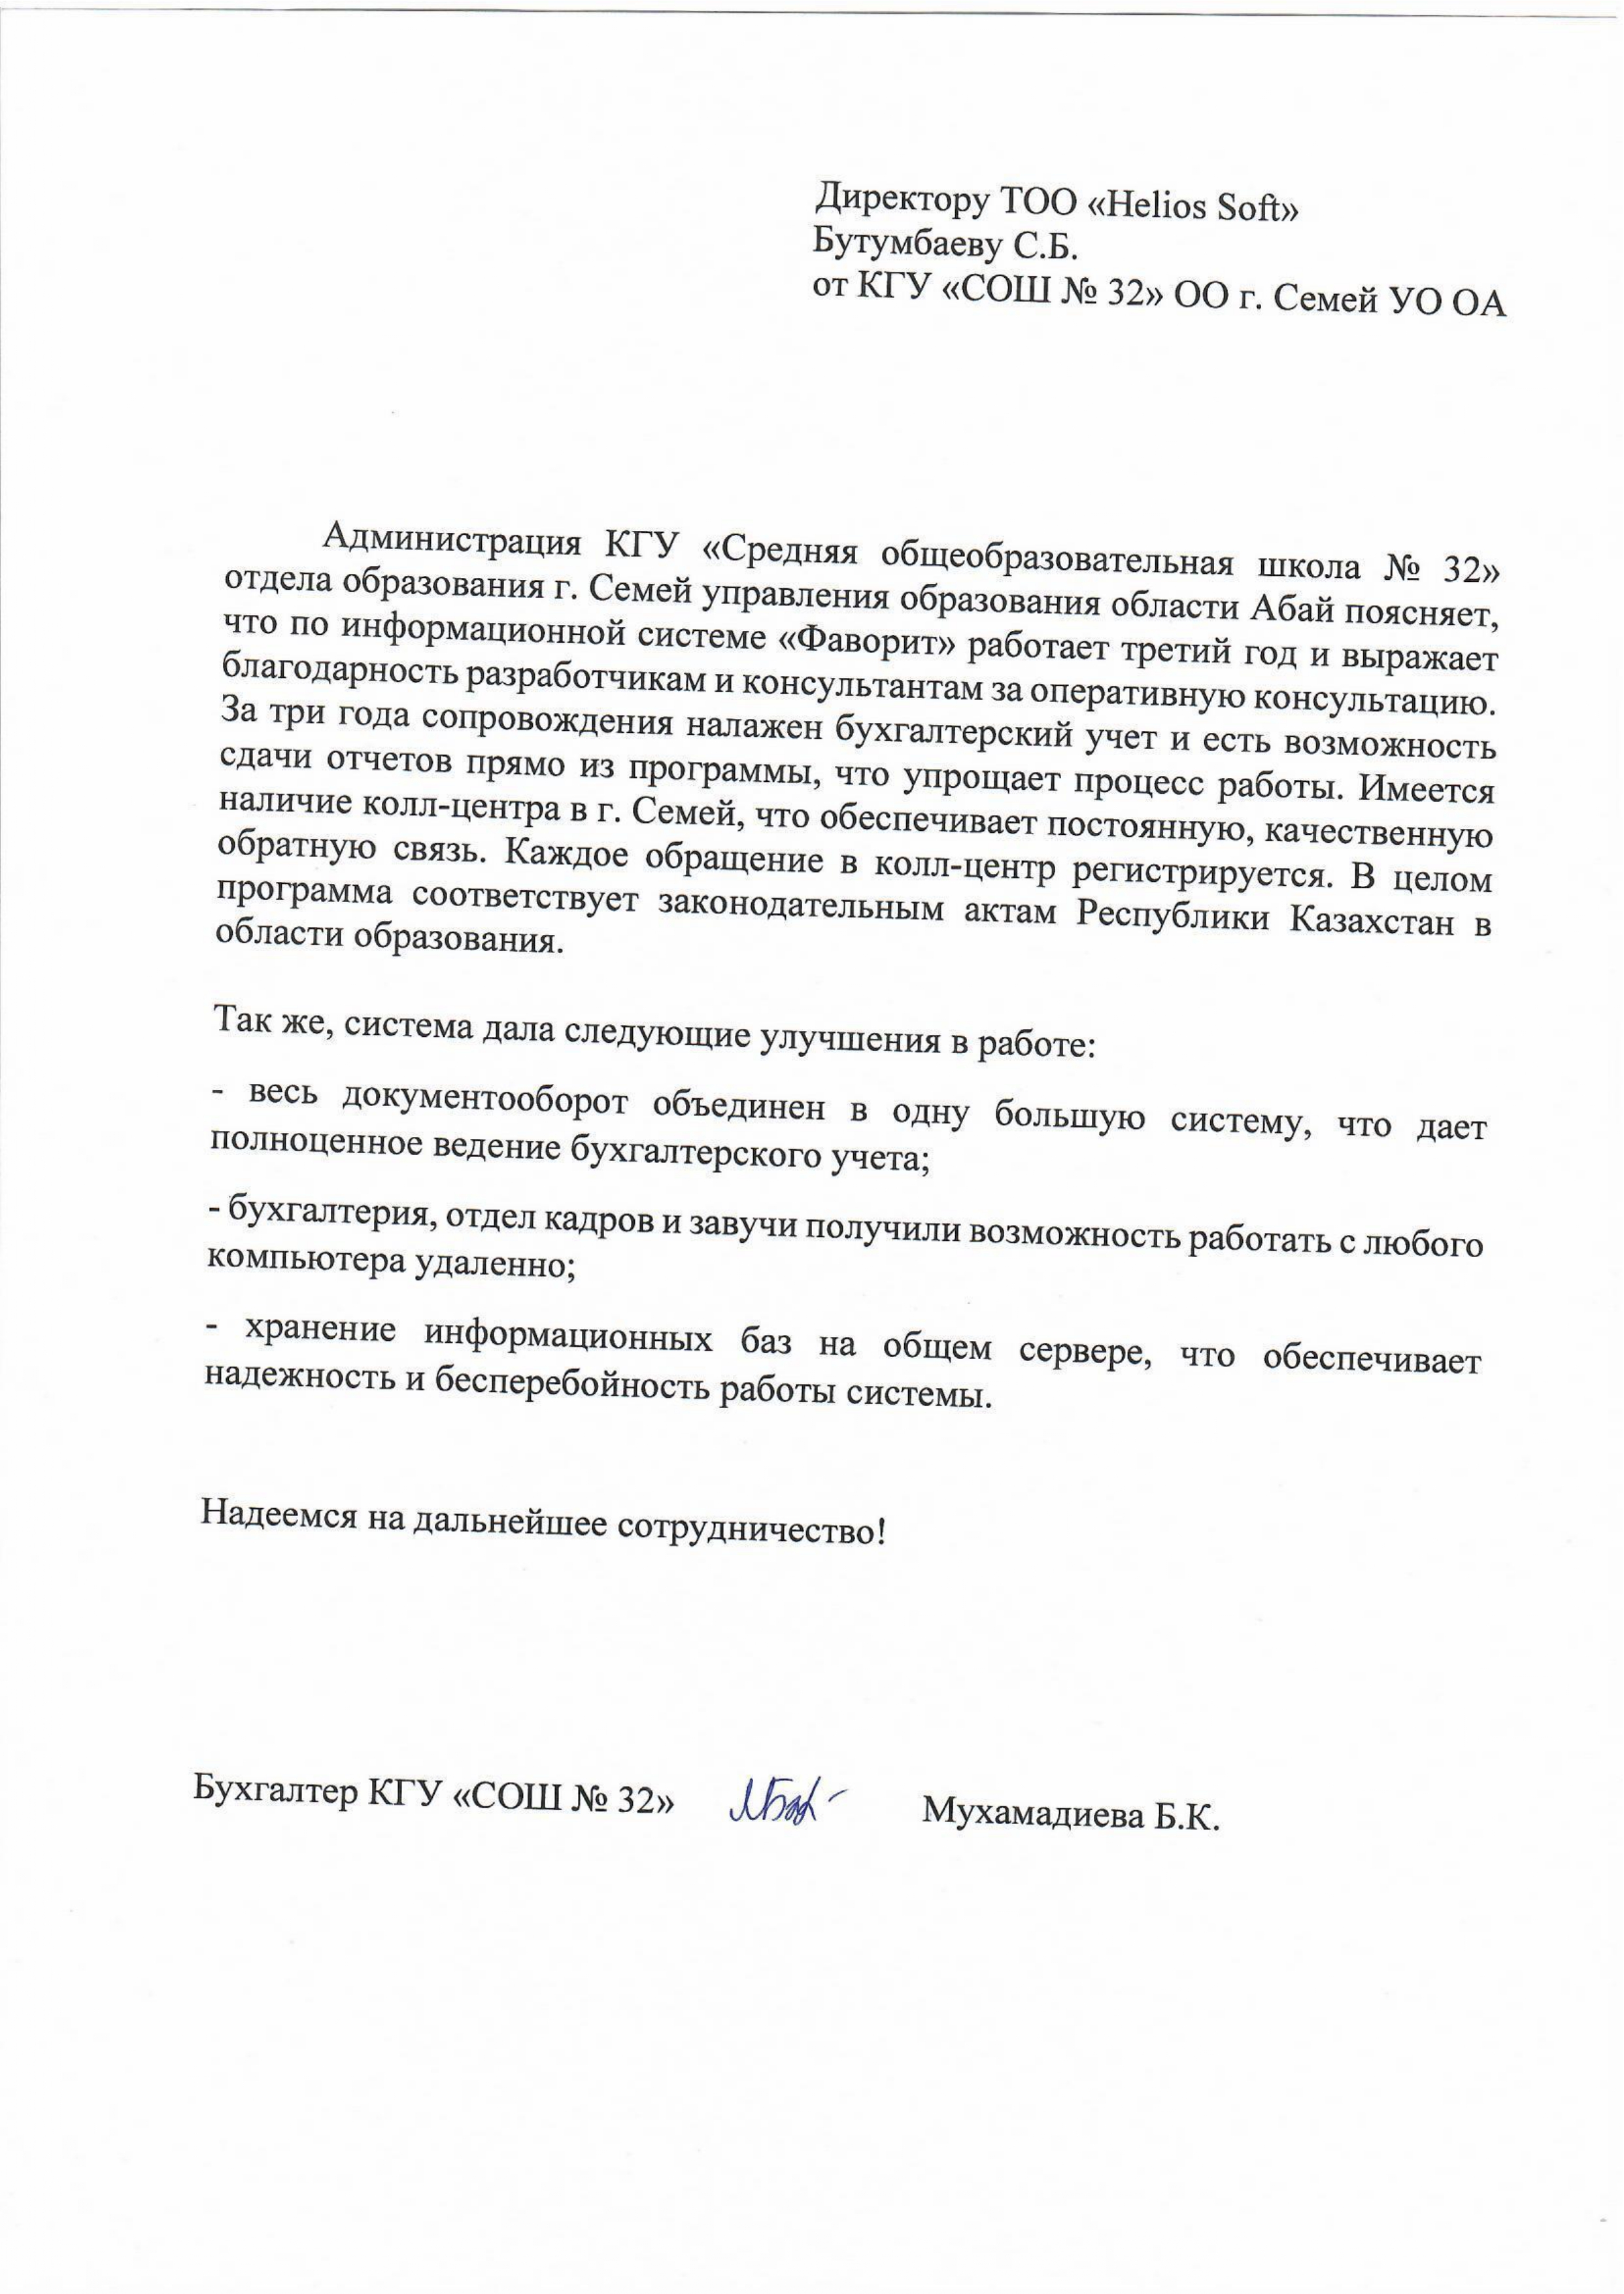 Директору ТОО «Helios Soft»
Бутумбаеву С.Б.
от КГУ «СОШ № 32» ОО г. Семей УО ОА
Администрация КГУ «Средняя общеобразовательная школа № 32»
отдела образования г. Семей управления образования области Абай поясняет,
что по информационной системе «Фаворит» работает третий год и выражает
благодарность разработчикам и консультантам за оперативную консультацию.
За три года сопровождения налажен бухгалтерский учет и есть возможность
сдачи отчетов прямо из программы, что упрощает процесс работы. Имеется
наличие колл-центра в г. Семей, что обеспечивает постоянную, качественную
обратную связь. Каждое обращение в колл-центр регистрируется. В целом
программа соответствует законодательным актам Республики Казахстан в
области образования.
Так же, система дала следующие улучшения в работе:
- весь документооборот объединен в одну большую систему, что дает
полноценное ведение бухгалтерского учета;
- бухгалтерия, отдел кадров и завучи получили возможность работать с любого
компьютера удаленно;
- хранение информационных баз на общем сервере, что обеспечивает
надежность и бесперебойность работы системы.
Надеемся на дальнейшее сотрудничество!
Бухгалтер КГУ «СОШ № 32» Мухамадиева Б.К.